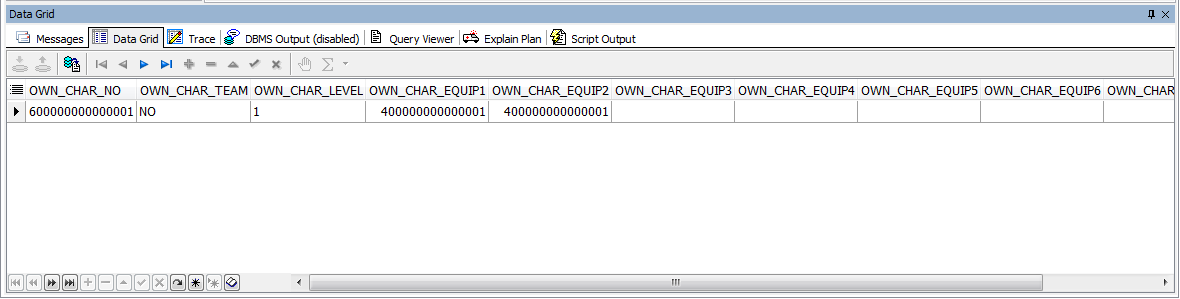 Data Grid
Messages Data Grid Trace DBMS Output (disabled) Query Viewer Explain Plan Script Output
OWN_CHAR_NO OWN_CHAR_TEAM OWN_CHAR_LEVEL OWN_CHAR_EQUIP1 OWN_CHAR_EQUIP2 OWN_CHAR_EQUIP3 OWN_CHAR_EQUIP4 OWN_CHAR_EQUIP5 OWN_CHAR_EQUIP6 OWN_CHAR
600000000000001 NO 1 400000000000001 400000000000001